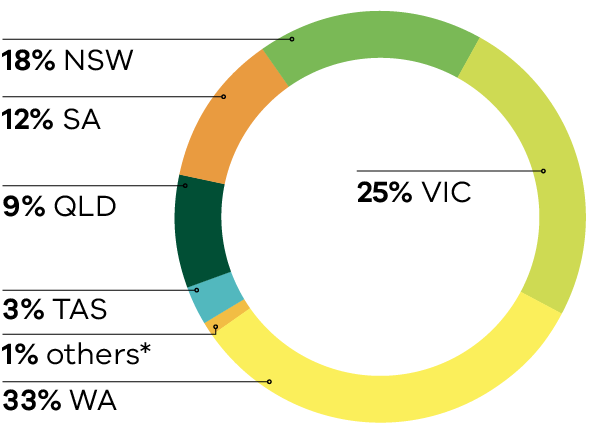 18% NSW
12% SA
9% QLD
25% VIC
3% TAS
1% others*
33% WA